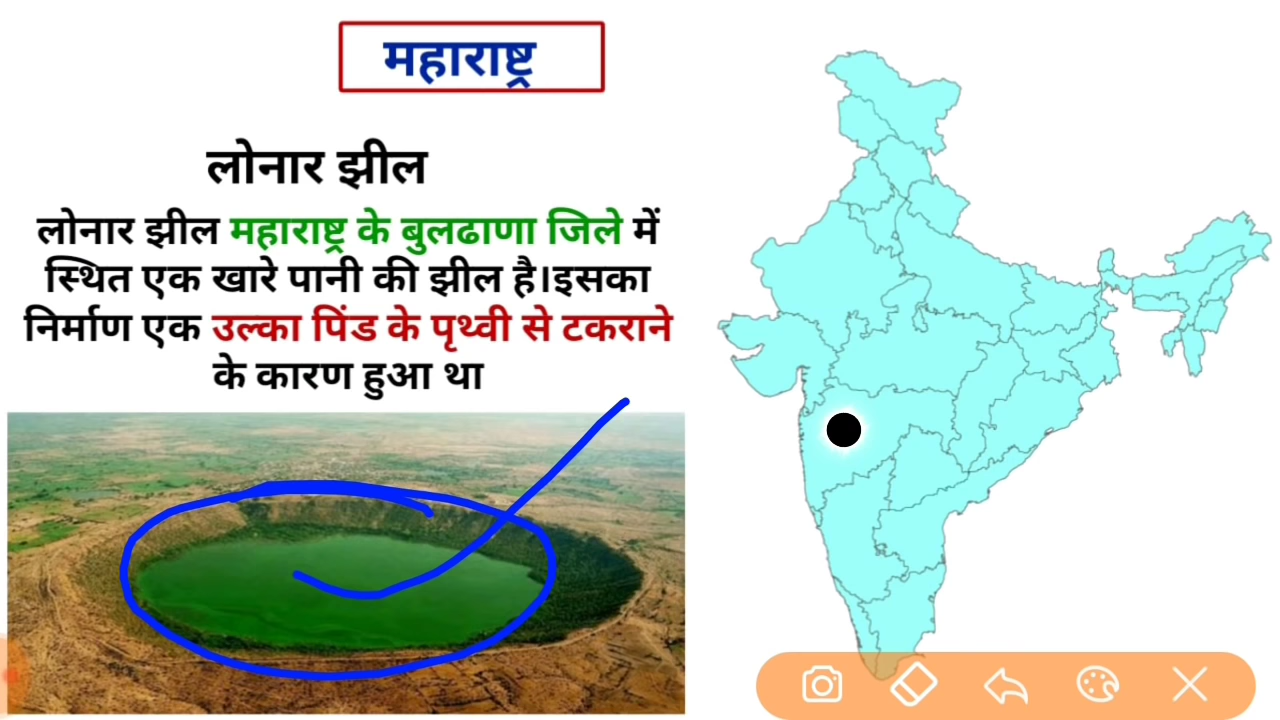 महाराष्ट्र
लोनार झील
लोनार झील महाराष्ट्र के बुलढाणा जिले में
स्थित एक खारे पानी की झील है।इसका
निर्माण एक उल्का पिंड के पृथ्वी से टकराने
के कारण हुआ था